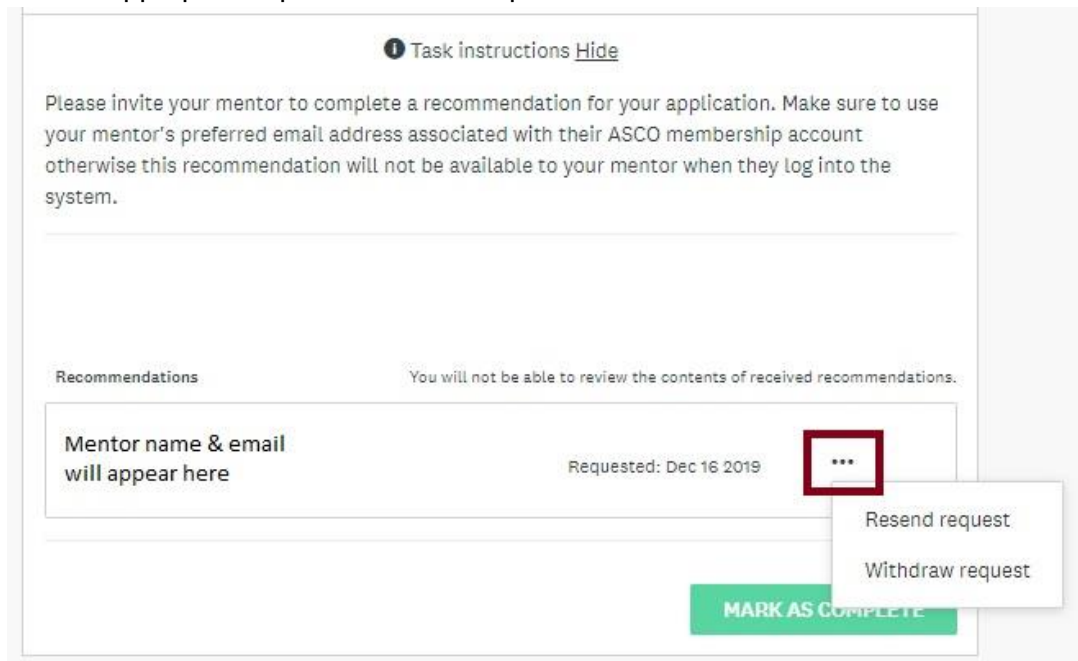 Task instructions Hide
Please invite your mentor to complete a recommendation for your application. Make sure to use
your mentor's preferred email address associated with their ASCO membership account
otherwise this recommendation will not be available to your mentor when they log into the
system.
Recommendations You will not be able to review the contents of received recommendations.
Mentor name & email
will appear here
Requested: Dec 16 2019 •••
Resend request
Withdraw request
MARK AS COMPLETE